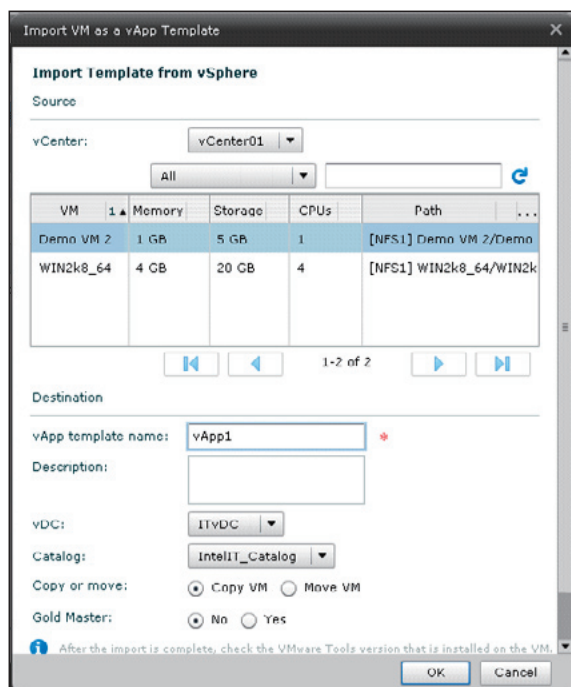 Import VM as a vApp Template
Import Template from vSphere
Source
vCenter: vCenter01
All
VM 1 Memory Storage CPUs Path ...
Demo VM 2 1 GB 5 GB 1 [NFS1] Demo VM 2/Demo
WIN2k8_64 4 GB 20 GB 4 [NFS1] WIN2k8_64/WIN2k
1-2 of 2
Destination
vApp template name: vApp1 *
Description:
vDC: ITvDC
Catalog: IntelIT_Catalog
Copy or move: Copy VM Move VM
Gold Master: No Yes
After the import is complete, check the VMware Tools version that is installed on the VM.
OK Cancel